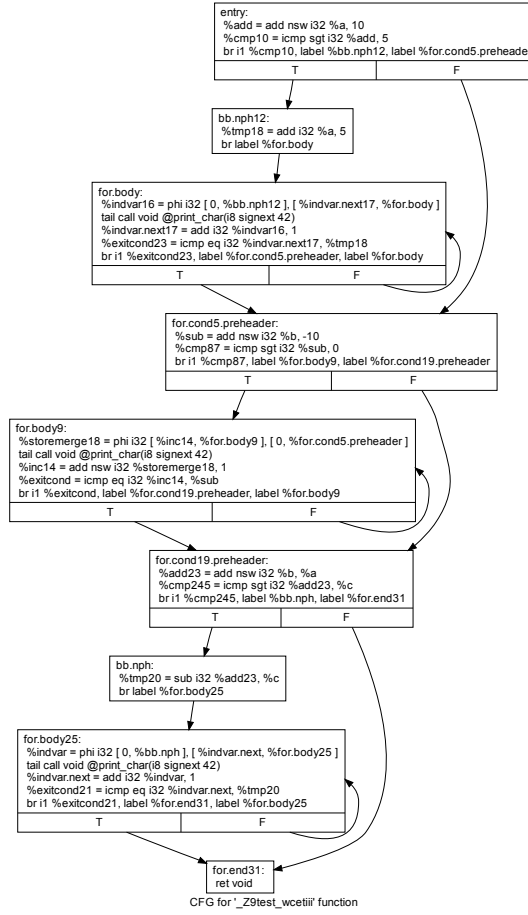 entry:
%add = add nsw i32 %a, 10
%cmp10 = icmp sgt i32 %add, 5
br i1 %cmp10, label %bb.nph12, label %for.cond5.preheade
T F
bb.nph12:
%tmp18 = add i32 %a, 5
br label %for.body
for.body:
%indvar16 = phi i32 [ 0, %bb.nph12 ], [ %indvar.next17, %for.body ]
tail call void @print_char(i8 signext 42)
%indvar.next17 = add i32 %indvar16, 1
%exitcond23 = icmp eq i32 %indvar.next17, %tmp18
br i1 %exitcond23, label %for.cond5.preheader, label %for.body
T F
for.cond5.preheader:
%sub = add nsw i32 %b, -10
%cmp87 = icmp sgt i32 %sub, 0
br i1 %cmp87, label %for.body9, label %for.cond19.preheader
T F
for.body9:
%storemerge18 = phi i32 [ %inc14, %for.body9 ], [ 0, %for.cond5.preheader ]
tail call void @print_char(i8 signext 42)
%inc14 = add nsw i32 %storemerge18, 1
%exitcond = icmp eq i32 %inc14, %sub
br i1 %exitcond, label %for.cond19.preheader, label %for.body9
T F
for.cond19.preheader:
%add23 = add nsw i32 %b, %a
%cmp245 = icmp sgt i32 %add23, %c
br i1 %cmp245, label %bb.nph, label %for.end31
T F
bb.nph:
%tmp20 = sub i32 %add23, %c
br label %for.body25
for.body25:
%indvar = phi i32 [ 0, %bb.nph ], [ %indvar.next, %for.body25 ]
tail call void @print_char(i8 signext 42)
%indvar.next = add i32 %indvar, 1
%exitcond21 = icmp eq i32 %indvar.next, %tmp20
br i1 %exitcond21, label %for.end31, label %for.body25
T F
for.end31:
ret void
CFG for '_Z9test_wcetiii' function